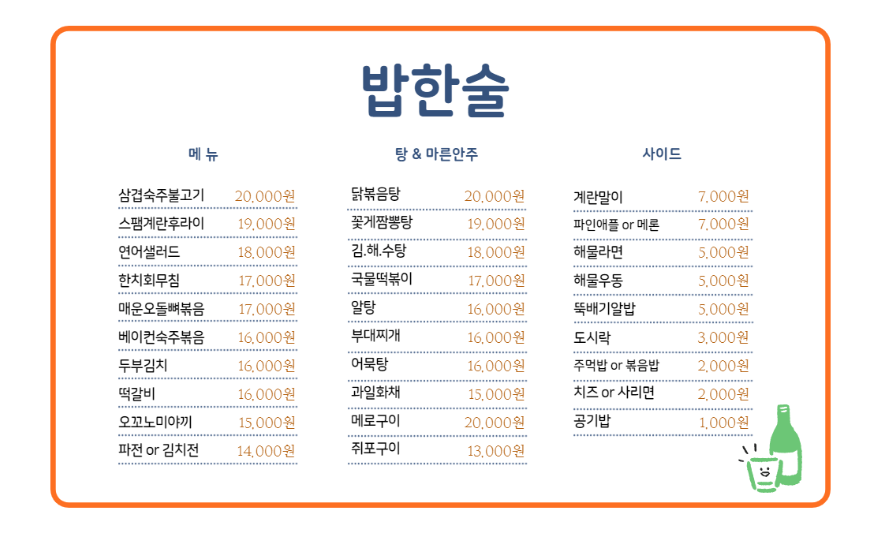 밥한술
메 뉴
삼겹숙주불고기 20,000원
스팸계란후라이 19,000원
연어샐러드 18,000원
한치회무침 17,000원
매운오돌뼈볶음 17,000원
베이컨숙주볶음 16,000원
두부김치 16,000원
떡갈비 16,000원
오꼬노미야끼 15,000원
파전 or 김치전 14,000원
탕 & 마른안주
닭볶음탕 20,000원
꽃게짬뽕탕 19,000원
김.해.수탕 18,000원
국물떡볶이 17,000원
알탕 16,000원
부대찌개 16,000원
어묵탕 16,000원
과일화채 15,000원
메로구이 20,000원
쥐포구이 13,000원
사이드
계란말이 7,000원
파인애플 or 메론 7,000원
해물라면 5,000원
해물우동 5,000원
뚝배기알밥 5,000원
도시락 3,000원
주먹밥 or 볶음밥 2,000원
치즈 or 사리면 2,000원
공기밥 1,000원